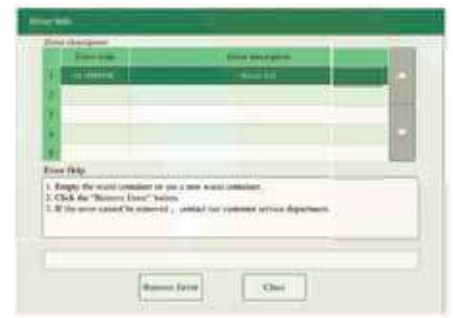 Error Help
Error description
Error code Error description
1 Waste full
2
3
4
5
Error Help
1. Empty the waste container or use a new waste container.
2. Click the "Remove Error" button.
3. If the error cannot be removed , contact our customer service department.
Remove Error Close